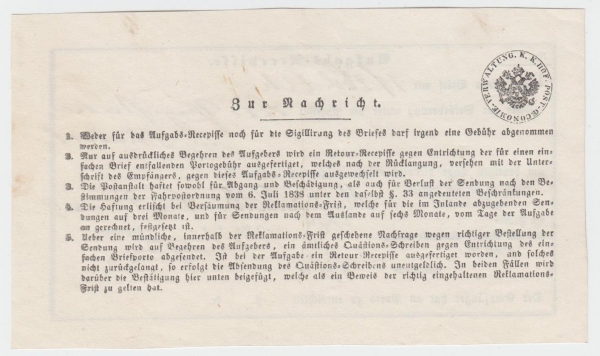 K. K. HOF-POST-OECONOMIE-VERWALTUNG.
Zur Nachricht.
1. Weder für das Aufgabs-Recepisse noch für die Sigillirung des Briefes darf irgend eine Gebühr abgenommen
werden.
2. Nur auf ausdrückliches Begehren des Aufgebers wird ein Retour-Recepisse gegen Entrichtung der für einen ein-
fachen Brief entfallenden Portogebühr ausgefertiget, welches nach der Rücklangung, versehen mit der Unter-
schrift des Empfängers, gegen dieses Aufgabs-Recepisse ausgewechselt wird.
3. Die Postanstalt haftet sowohl für Abgang und Beschädigung, als auch für Verlust der Sendung nach den Be-
stimmungen der Fahrpostordnung vom 6. Juli 1838 unter den daselbst §. 33 angedeuteten Beschränkungen.
4. Die Haftung erlischt bei Versäumung der Reklamations-Frist, welche für die im Inlande abzugebenden Sen-
dungen auf drei Monate, und für Sendungen nach dem Auslande auf sechs Monate, vom Tage der Aufgabe
an gerechnet, festgesetzt ist.
5. Ueber eine mündliche, innerhalb der Reklamations-Frist geschehene Nachfrage wegen richtiger Bestellung der
Sendung wird auf Begehren des Aufgebers, ein ämtliches Quästions-Schreiben gegen Entrichtung des ein-
fachen Briefporto abgesendet. Ist bei der Aufgabe ein Retour-Recepisse ausgefertiget worden, und solches
nicht zurückgelangt, so erfolgt die Absendung des Quästions-Schreibens unentgeldlich. In beiden Fällen wird
darüber die Bestätigung hier unten beigefügt, welche als ein Beweis der richtig eingehaltenen Reklamations-
Frist zu gelten hat.